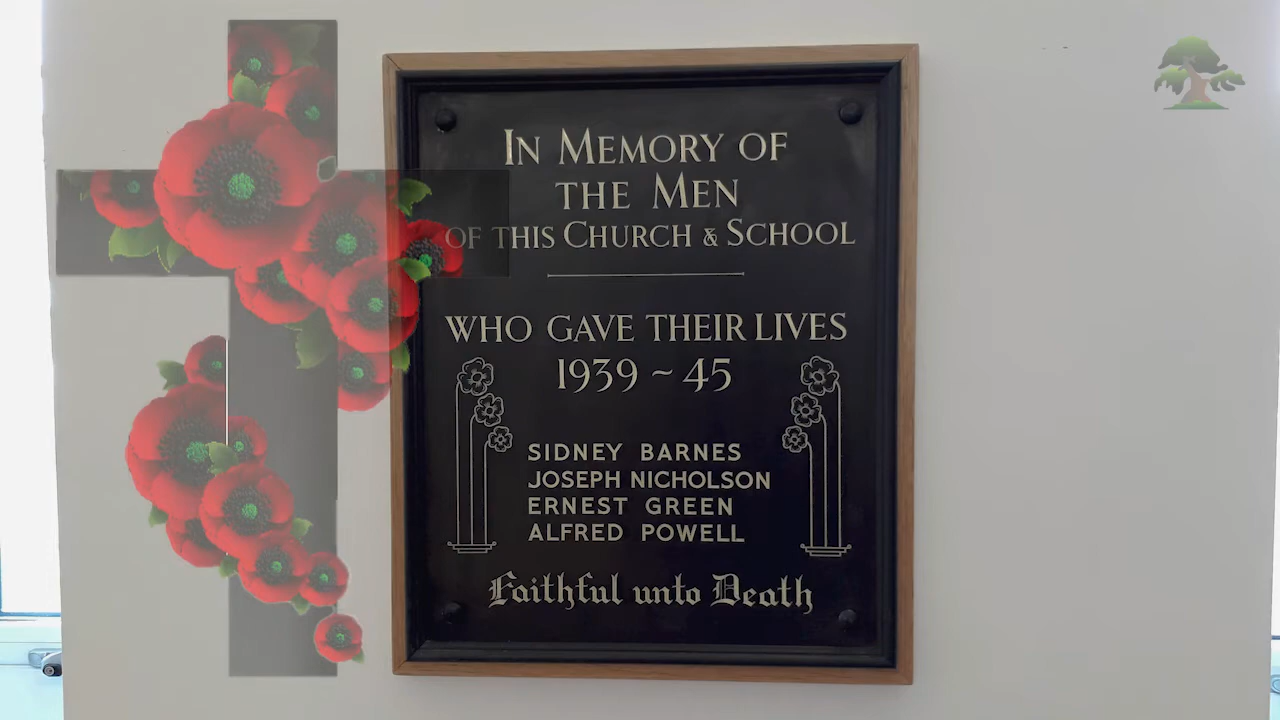 IN MEMORY OF
THE MEN
OF THIS CHURCH & SCHOOL
WHO GAVE THEIR LIVES
1939 ~ 45
SIDNEY BARNES
JOSEPH NICHOLSON
ERNEST GREEN
ALFRED POWELL
Faithful unto Death